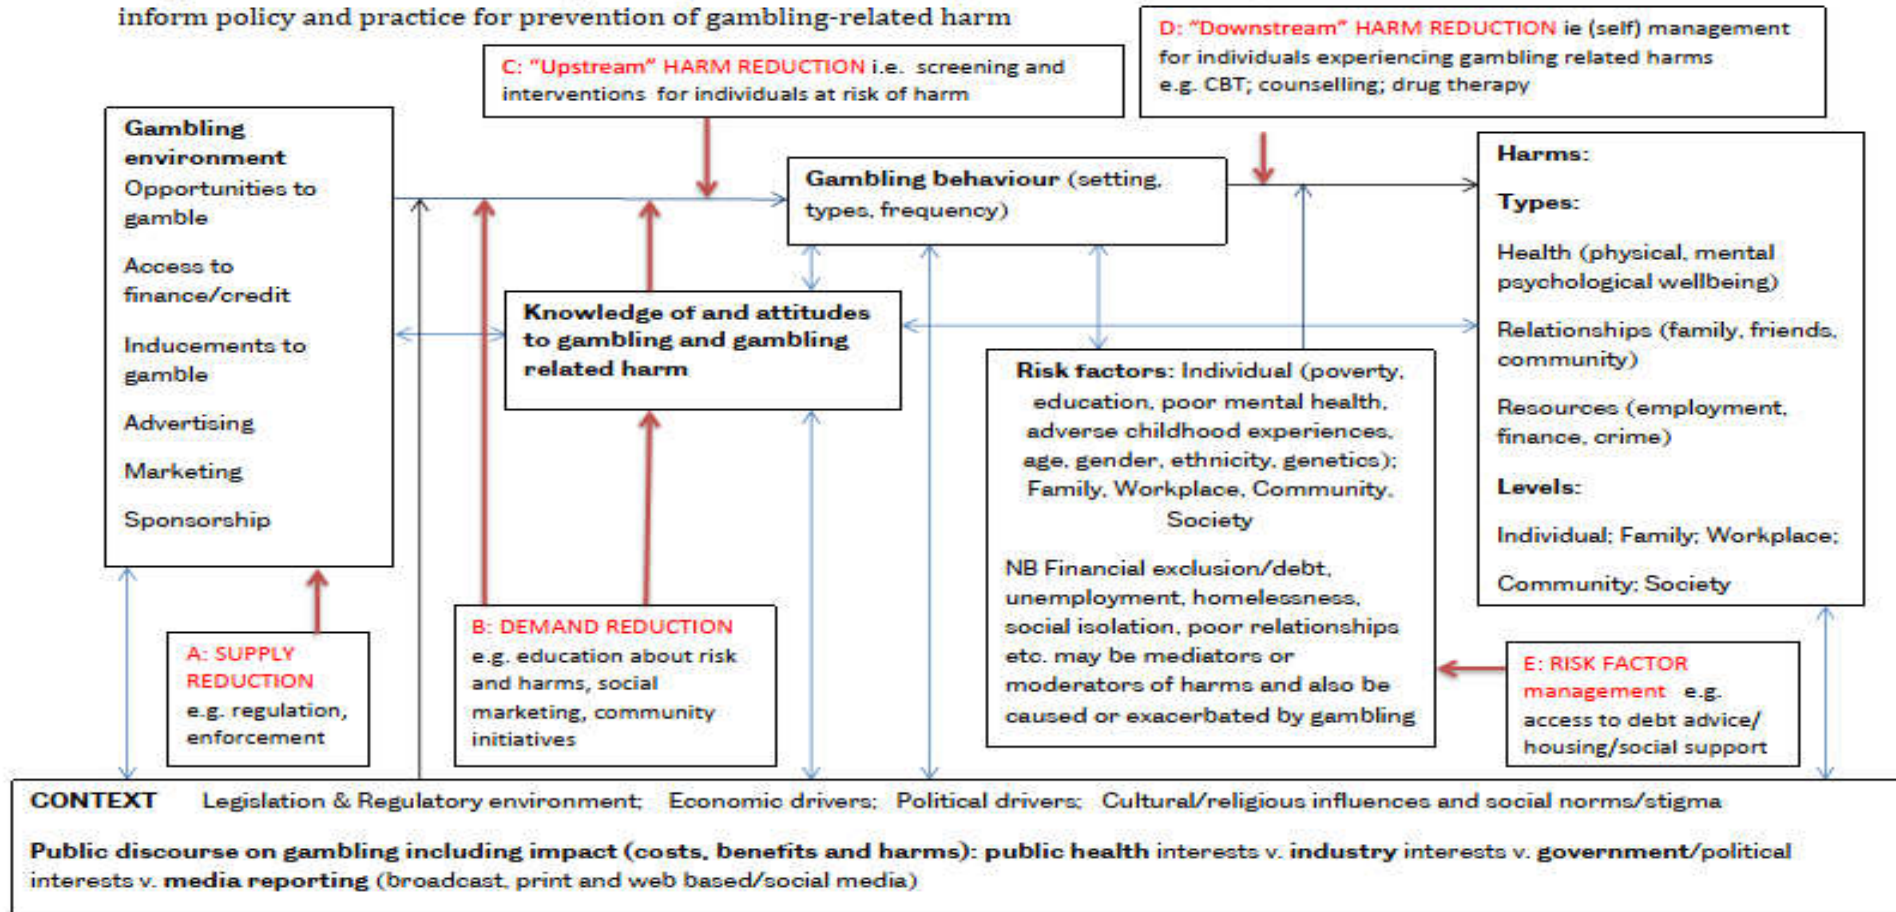 inform policy and practice for prevention of gambling-related harm
C: “Upstream” HARM REDUCTION i.e. screening and
interventions for individuals at risk of harm
D: “Downstream” HARM REDUCTION ie (self) management
for individuals experiencing gambling related harms
e.g. CBT; counselling; drug therapy
Gambling
environment
Opportunities to
gamble
Access to
finance/credit
Inducements to
gamble
Advertising
Marketing
Sponsorship
Gambling behaviour (setting,
types, frequency)
Knowledge of and attitudes
to gambling and gambling
related harm
Risk factors: Individual (poverty,
education, poor mental health,
adverse childhood experiences,
age, gender, ethnicity, genetics);
Family, Workplace, Community,
Society
NB Financial exclusion/debt,
unemployment, homelessness,
social isolation, poor relationships
etc. may be mediators or
moderators of harms and also be
caused or exacerbated by gambling
Harms:
Types:
Health (physical, mental
psychological wellbeing)
Relationships (family, friends,
community)
Resources (employment,
finance, crime)
Levels:
Individual; Family; Workplace;
Community; Society
A: SUPPLY
REDUCTION
e.g. regulation,
enforcement
B: DEMAND REDUCTION
e.g. education about risk
and harms, social
marketing, community
initiatives
E: RISK FACTOR
management e.g.
access to debt advice/
housing/social support
CONTEXT Legislation & Regulatory environment; Economic drivers; Political drivers; Cultural/religious influences and social norms/stigma
Public discourse on gambling including impact (costs, benefits and harms): public health interests v. industry interests v. government/political
interests v. media reporting (broadcast, print and web based/social media)